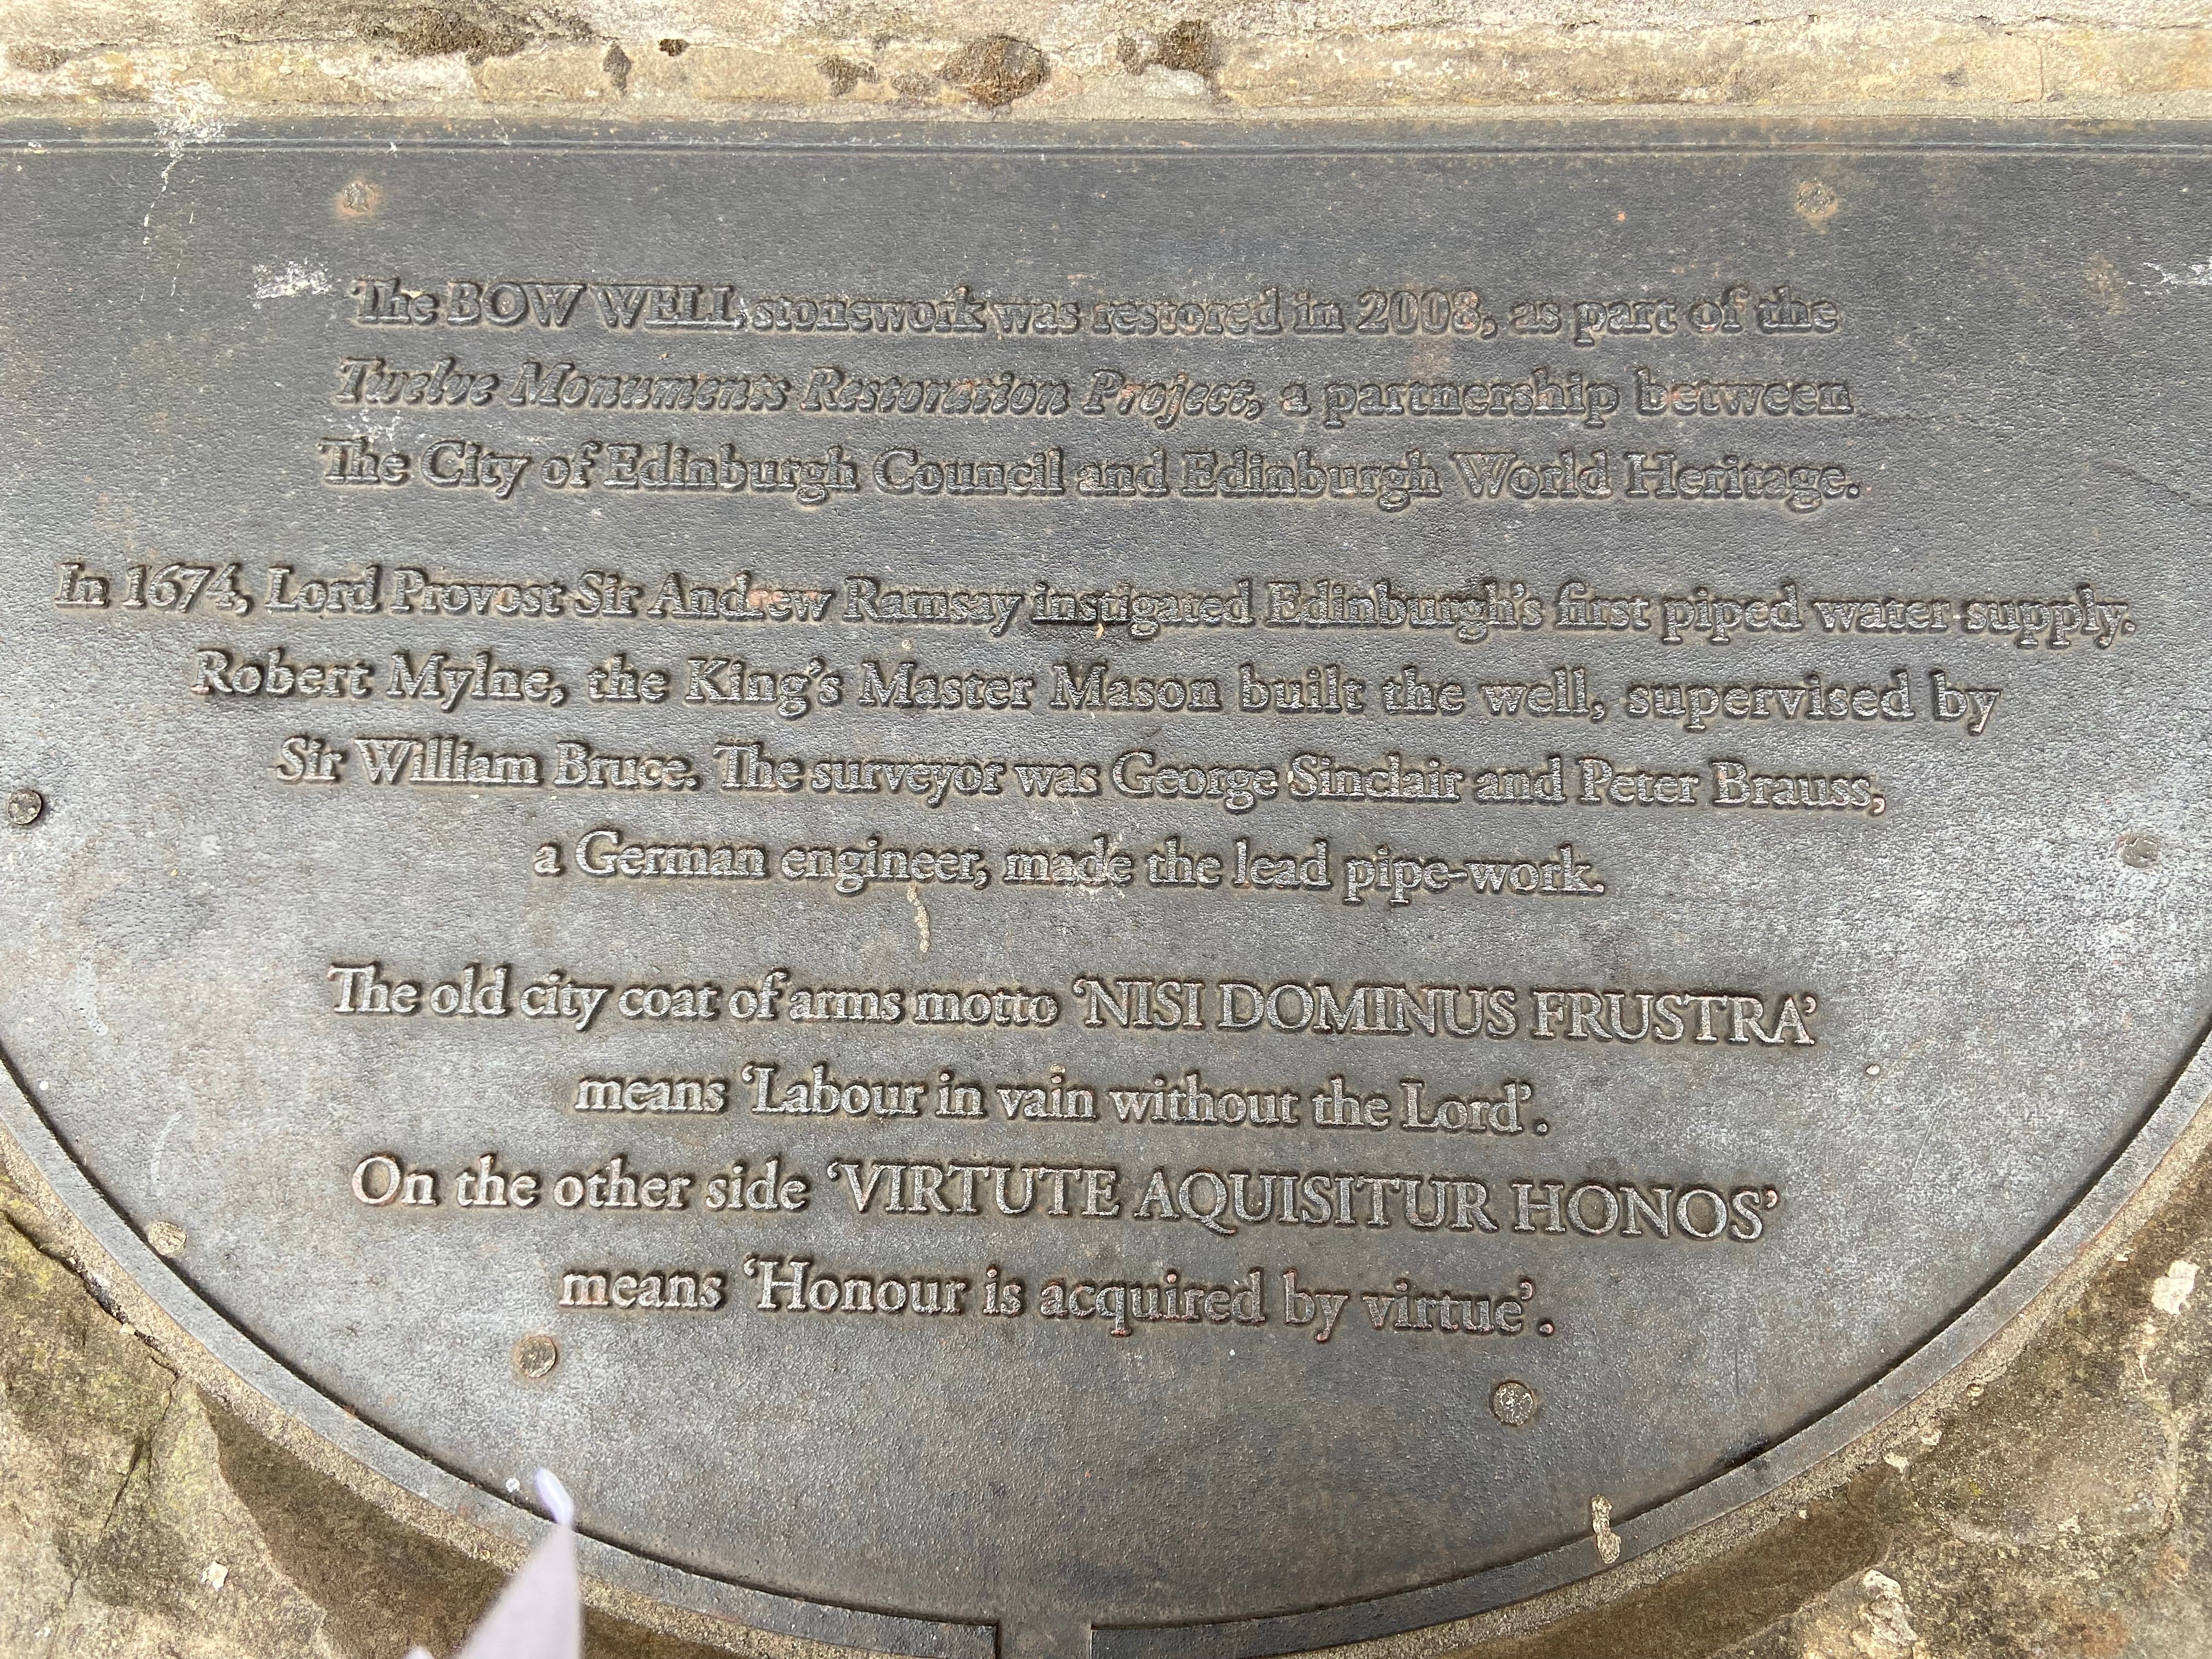 The BOW WELL stonework was restored in 2008, as part of the
Twelve Monuments Restoration Project, a partnership between
The City of Edinburgh Council and Edinburgh World Heritage.
In 1674, Lord Provost Sir Andrew Ramsay instigated Edinburgh's first piped water supply.
Robert Mylne, the King's Master Mason built the well, supervised by
Sir William Bruce. The surveyor was George Sinclair and Peter Brauss,
a German engineer, made the lead pipe-work.
The old city coat of arms motto 'NISI DOMINUS FRUSTRA'
means 'Labour in vain without the Lord'.
On the other side 'VIRTUTE AQUISITUR HONOS'
means 'Honour is acquired by virtue'.